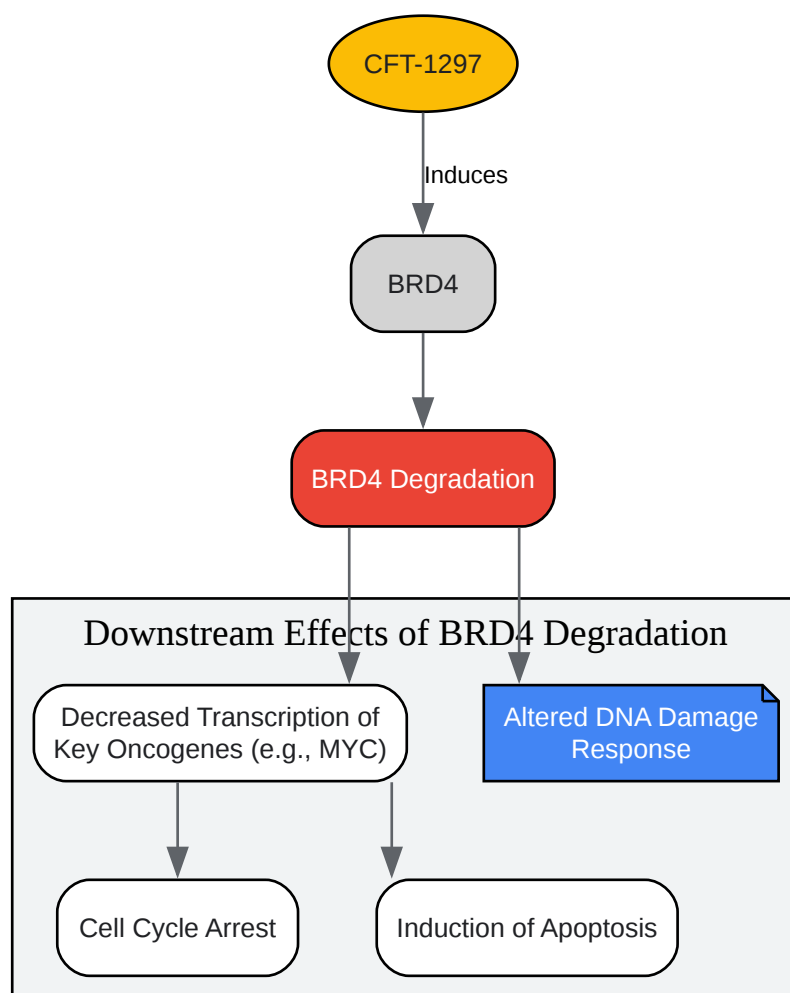 CFT-1297
Induces
BRD4
BRD4 Degradation
Downstream Effects of BRD4 Degradation
Decreased Transcription of
Key Oncogenes (e.g., MYC)
Altered DNA Damage
Response
Cell Cycle Arrest
Induction of Apoptosis